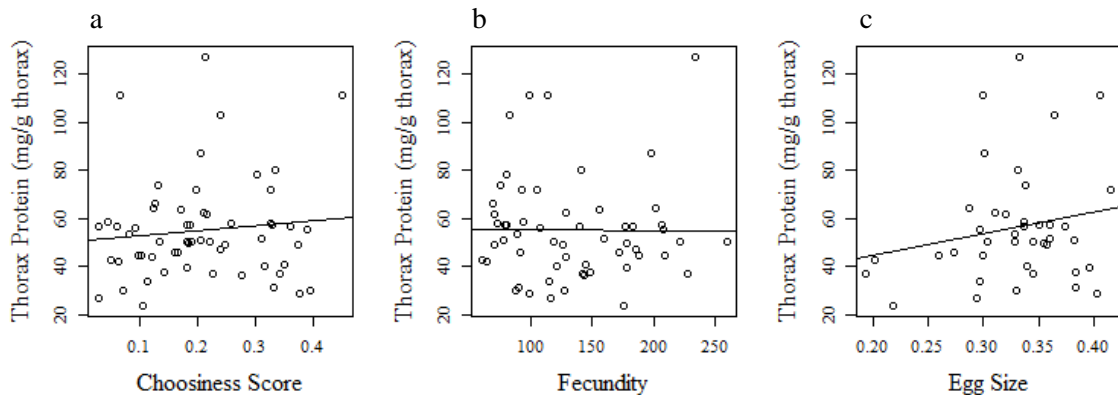 a
Thorax Protein (mg/g thorax)
120
100
80
60
40
20
0.1 0.2 0.3 0.4
Choosiness Score
b
Thorax Protein (mg/g thorax)
120
100
80
60
40
20
100 150 200 250
Fecundity
c
Thorax Protein (mg/g thorax)
120
100
80
60
40
20
0.20 0.25 0.30 0.35 0.40
Egg Size